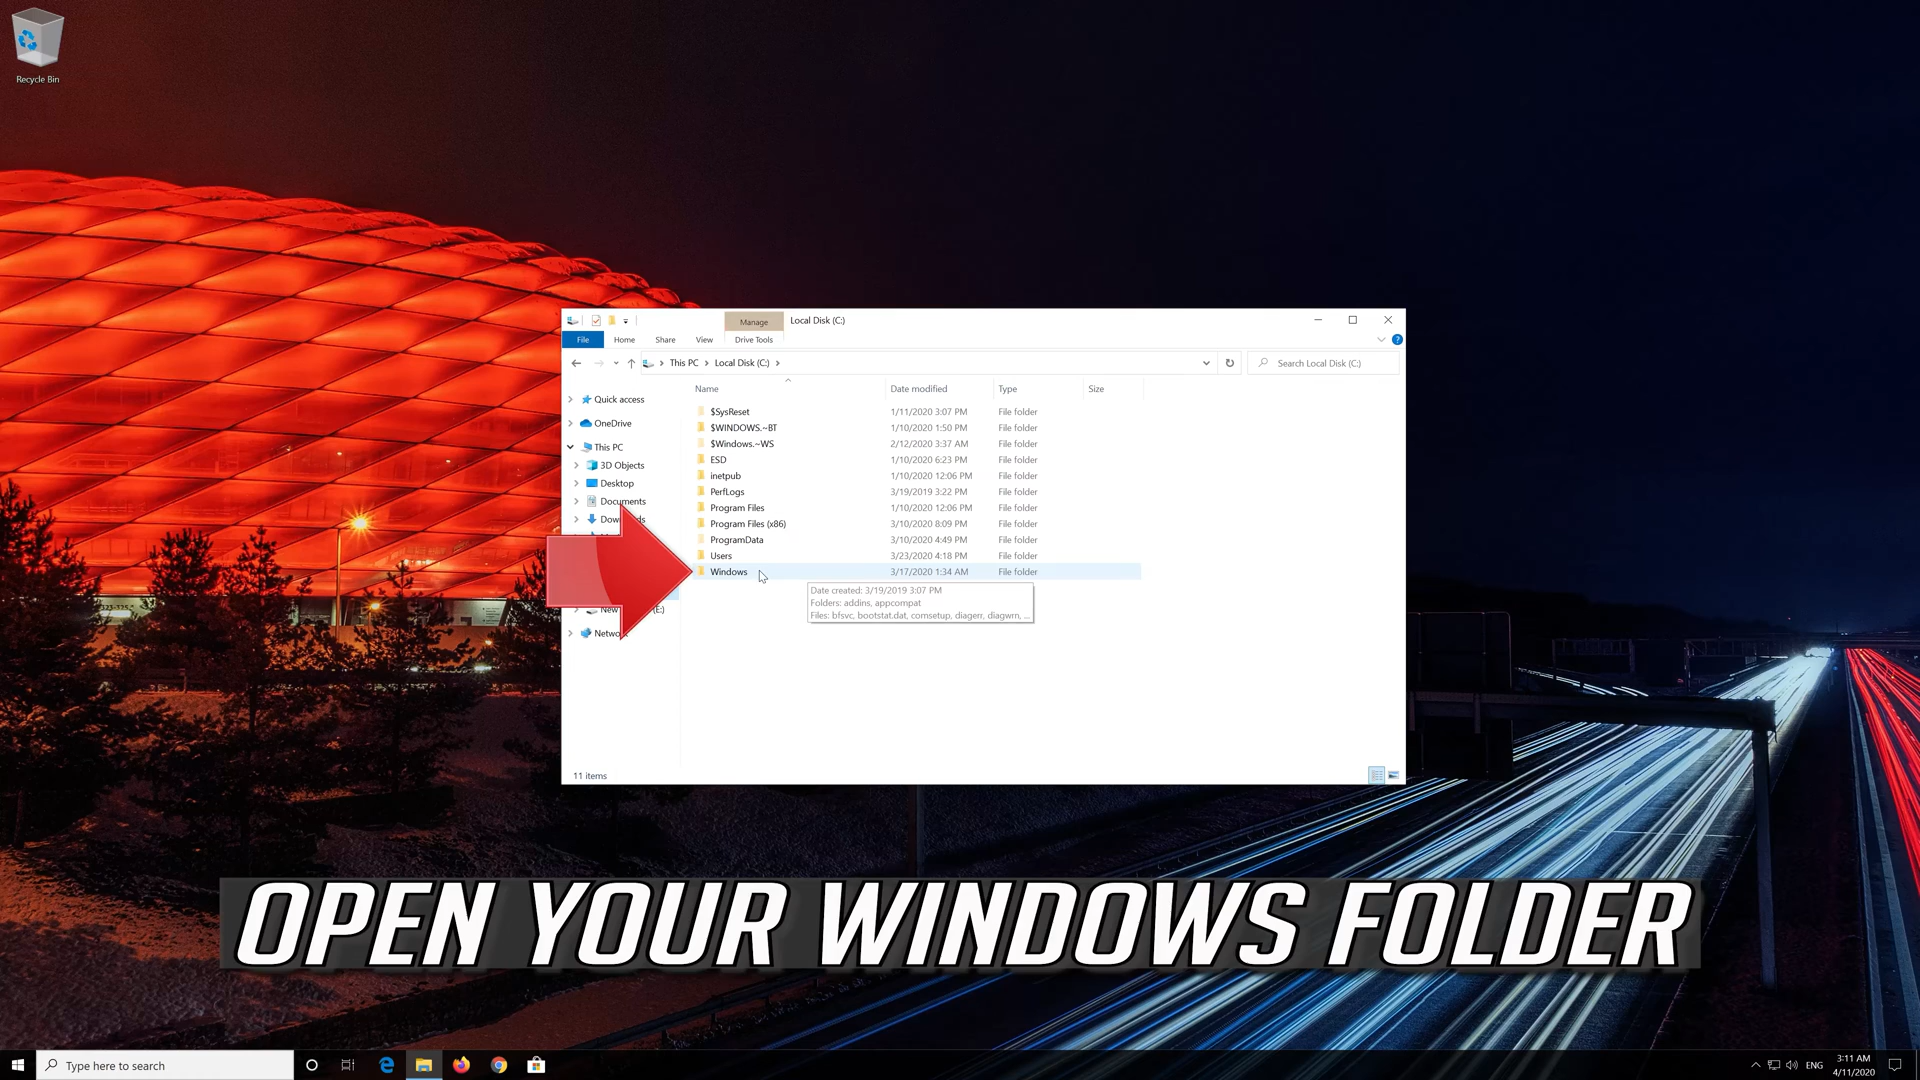 Recycle Bin
Manage
Local Disk (C:)
File
Home
Share
View
Drive Tools
This PC
Local Disk (C:)
Search Local Disk (C:)
Name
Date modified
Type
Size
Quick access
OneDrive
This PC
3D Objects
Desktop
Documents
Network
$SysReset 1/11/2020 3:07 PM File folder
$WINDOWS.~BT 1/10/2020 1:50 PM File folder
$Windows.~WS 2/12/2020 3:37 AM File folder
ESD 1/10/2020 6:23 PM File folder
inetpub 1/10/2020 12:06 PM File folder
PerfLogs 3/19/2019 3:22 PM File folder
Program Files 1/10/2020 12:06 PM File folder
Program Files (x86) 3/10/2020 8:09 PM File folder
ProgramData 3/10/2020 4:49 PM File folder
Users 3/23/2020 4:18 PM File folder
Windows 3/17/2020 1:34 AM File folder
Date created: 3/19/2019 3:07 PM
Folders: addins, appcompat
Files: bfsvc, bootstat.dat, comsetup, diagerr, diagwrn, ...
New (E:)
11 items
OPEN YOUR WINDOWS FOLDER
Type here to search
ENG
3:11 AM
4/11/2020